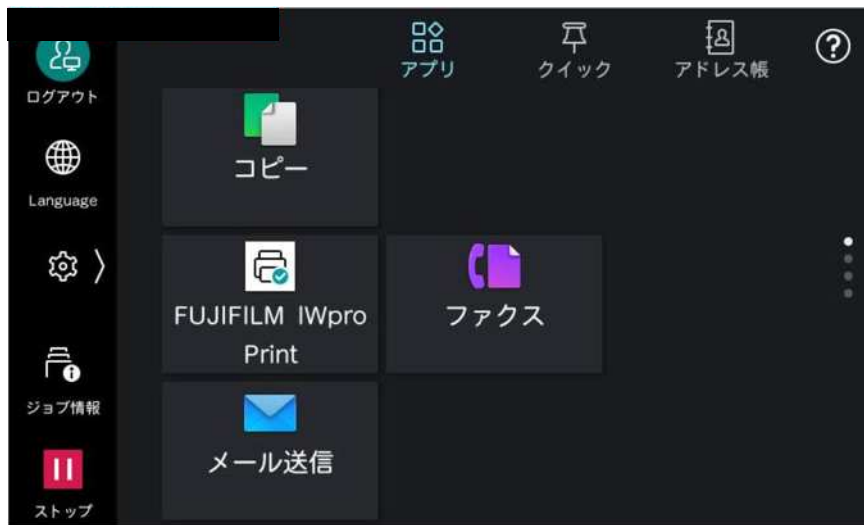 アプリ
クイック
アドレス帳
?
ログアウト
Language
ジョブ情報
ストップ
コピー
FUJIFILM IWpro
Print
ファクス
メール送信